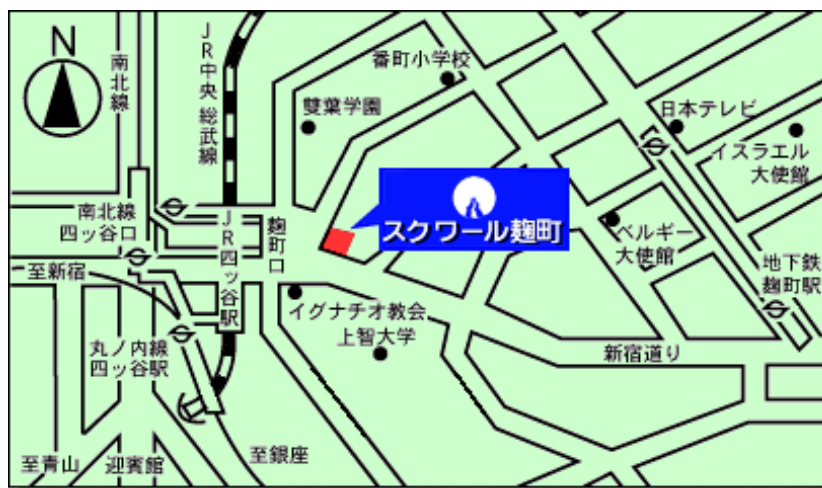 N
南北線
JR中央 総武線
番町小学校
雙葉学園
日本テレビ
イスラエル
大使館
スクワール麹町
南北線
四ッ谷口
JR四ッ谷駅
麹町口
ベルギー
大使館
地下鉄
麹町駅
至新宿
イグナチオ教会
上智大学
新宿通り
丸ノ内線
四ッ谷駅
至青山
迎賓館
至銀座